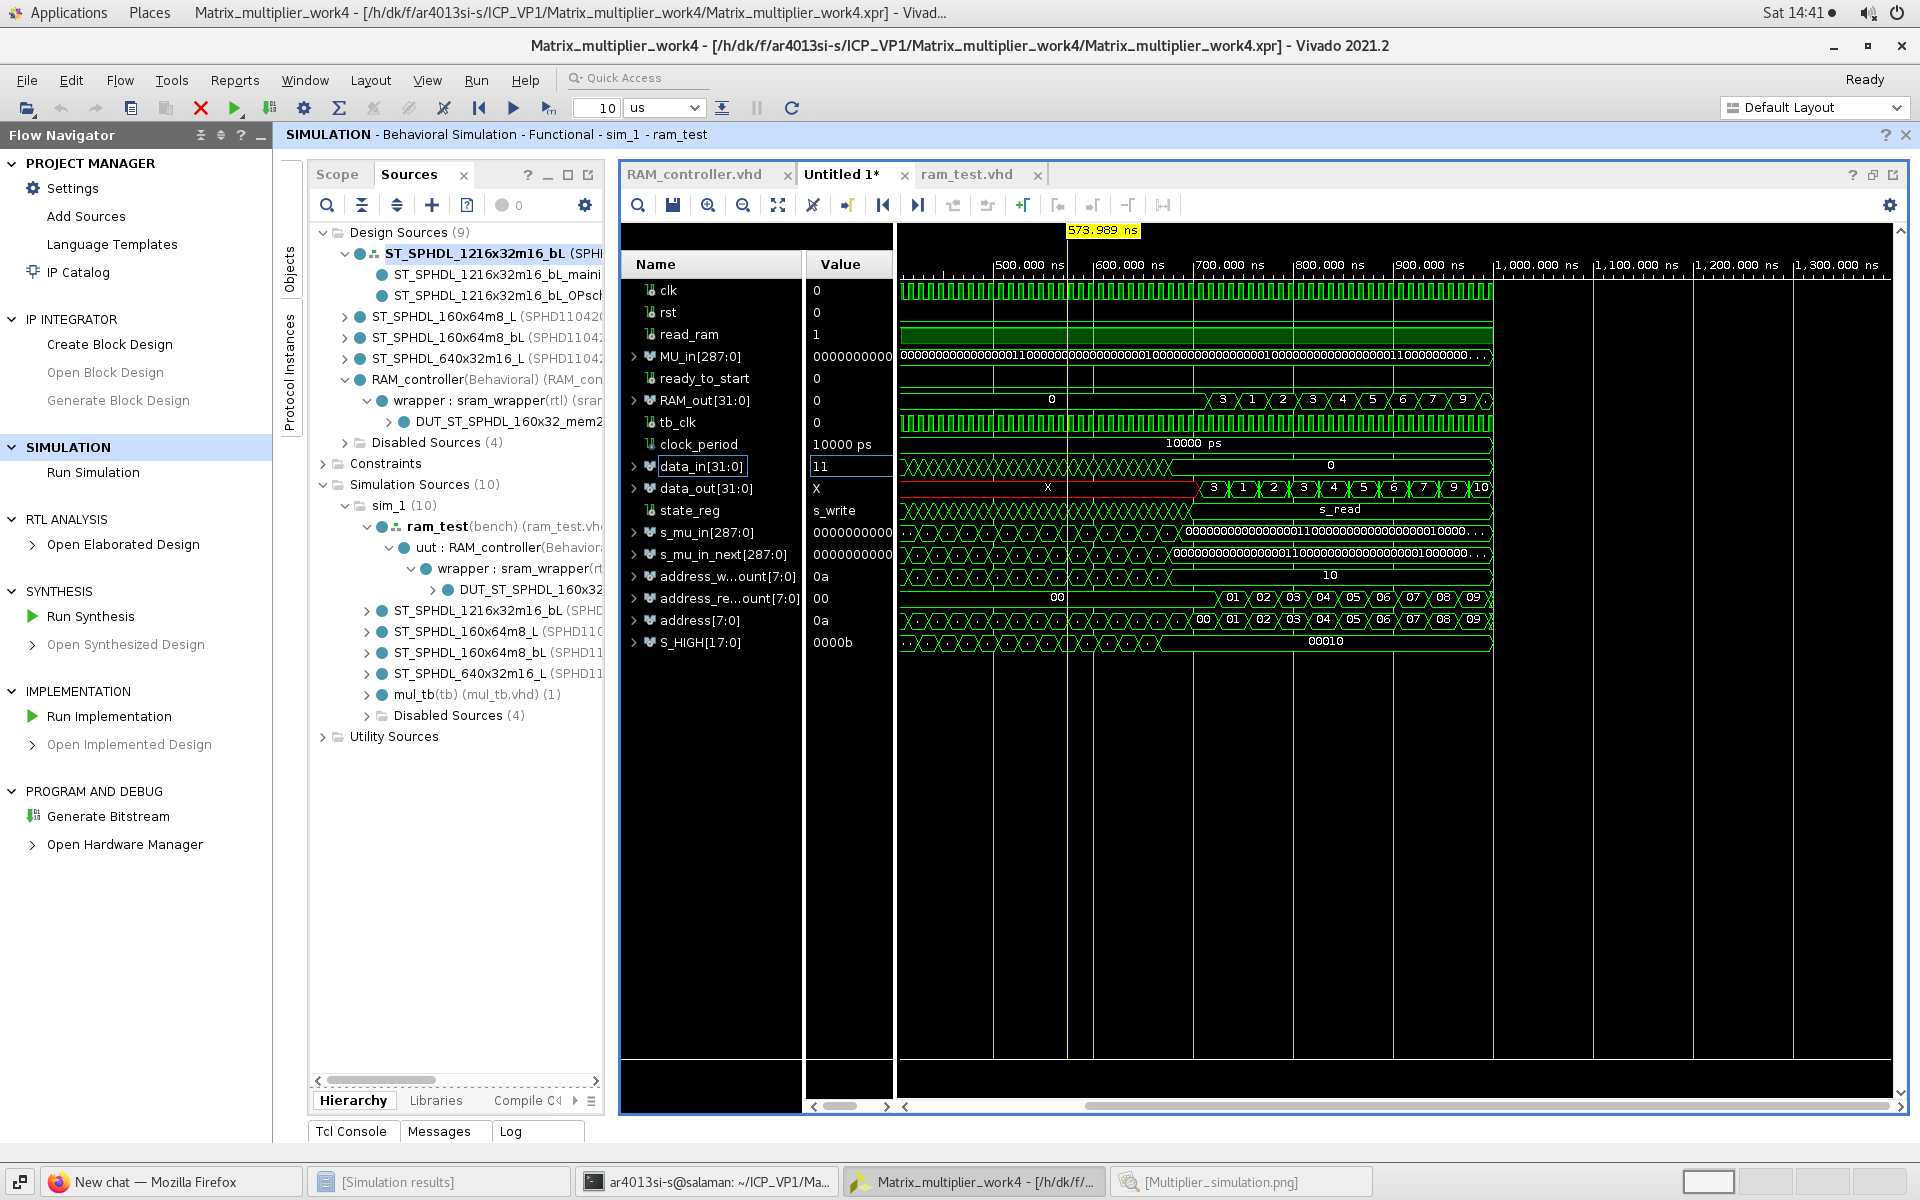 Applications Places Matrix_multiplier_work4 - [/h/dk/f/ar4013si-s/ICP_VP1/Matrix_multiplier_work4/Matrix_multiplier_work4.xpr] - Vivad... Sat 14:41
Matrix_multiplier_work4 - [/h/dk/f/ar4013si-s/ICP_VP1/Matrix_multiplier_work4/Matrix_multiplier_work4.xpr] - Vivado 2021.2
File Edit Flow Tools Reports Window Layout View Run Help Quick Access Ready
10 us Default Layout
Flow Navigator
SIMULATION - Behavioral Simulation - Functional - sim_1 - ram_test
PROJECT MANAGER
Settings
Add Sources
Language Templates
IP Catalog
IP INTEGRATOR
Create Block Design
Open Block Design
Generate Block Design
SIMULATION
Run Simulation
RTL ANALYSIS
Open Elaborated Design
SYNTHESIS
Run Synthesis
Open Synthesized Design
IMPLEMENTATION
Run Implementation
Open Implemented Design
PROGRAM AND DEBUG
Generate Bitstream
Open Hardware Manager
Objects
Protocol Instances
Scope Sources
0
Design Sources (9)
ST_SPHDL_1216x32m16_bL (SPHI
ST_SPHDL_1216x32m16_bL_maini
ST_SPHDL_1216x32m16_bL_OPsch
ST_SPHDL_160x64m8_L (SPHD11042(
ST_SPHDL_160x64m8_bL (SPHD1104
ST_SPHDL_640x32m16_L (SPHD1104
RAM_controller(Behavioral) (RAM_con
wrapper : sram_wrapper(rtl) (srar
DUT_ST_SPHDL_160x32_mem2
Disabled Sources (4)
Constraints
Simulation Sources (10)
sim_1 (10)
ram_test(bench) (ram_test.vh
uut : RAM_controller(Behavior
wrapper : sram_wrapper(rt
DUT_ST_SPHDL_160x32
ST_SPHDL_1216x32m16_bL (SPHD
ST_SPHDL_160x64m8_L (SPHD110
ST_SPHDL_160x64m8_bL (SPHD11
ST_SPHDL_640x32m16_L (SPHD11
mul_tb(tb) (mul_tb.vhd) (1)
Disabled Sources (4)
Utility Sources
Hierarchy Libraries Compile O
Tcl Console Messages Log
RAM_controller.vhd Untitled 1* ram_test.vhd
573.989 ns
Name Value 500.000 ns 600.000 ns 700.000 ns 800.000 ns 900.000 ns 1,000.000 ns 1,100.000 ns 1,200.000 ns 1,300.000 ns
clk 0
rst 0
read_ram 1
MU_in[287:0] 0000000000
ready_to_start 0
RAM_out[31:0] 0 0 3 1 2 3 4 5 6 7 9 .
tb_clk 0
clock_period 10000 ps 10000 ps
data_in[31:0] 11 0
data_out[31:0] X X 3 1 2 3 4 5 6 7 9 10
state_reg s_write s_read
s_mu_in[287:0] 0000000000
s_mu_in_next[287:0] 0000000000
address_w...ount[7:0] 0a 10
address_re...ount[7:0] 00 00 01 02 03 04 05 06 07 08 09
address[7:0] 0a 00 01 02 03 04 05 06 07 08 09
S_HIGH[17:0] 0000b 00010
New chat — Mozilla Firefox [Simulation results] ar4013si-s@salaman: ~/ICP_VP1/Ma... Matrix_multiplier_work4 - [/h/dk/f/... [Multiplier_simulation.png]